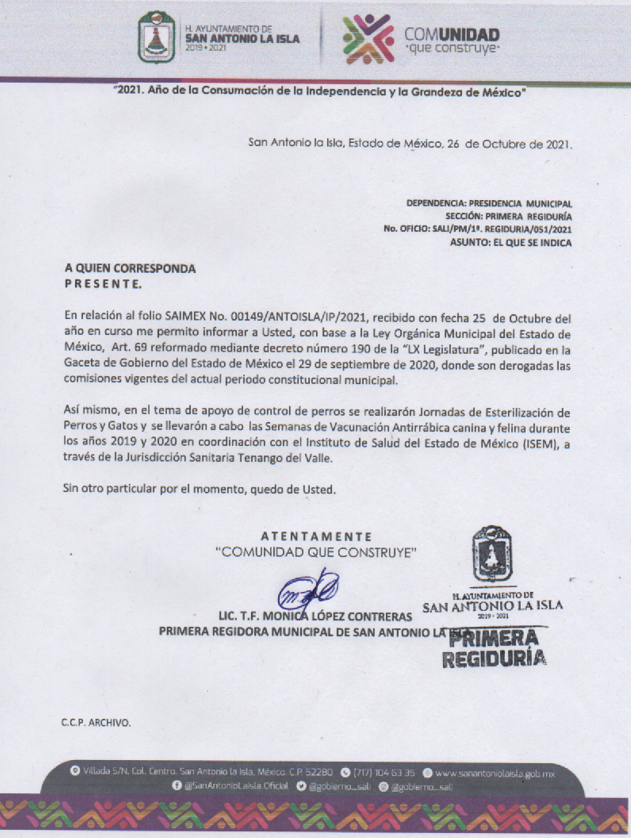 H. AYUNTAMIENTO DE
SAN ANTONIO LA ISLA
2019 • 2021
COMUNIDAD
•que construye•
"2021. Año de la Consumación de la Independencia y la Grandeza de México"
San Antonio la Isla, Estado de México, 26 de Octubre de 2021.
DEPENDENCIA: PRESIDENCIA MUNICIPAL
SECCIÓN: PRIMERA REGIDURÍA
No. OFICIO: SALI/PM/1ª. REGIDURIA/051/2021
ASUNTO: EL QUE SE INDICA
A QUIEN CORRESPONDA
P R E S E N T E.
En relación al folio SAIMEX No. 00149/ANTOISLA/IP/2021, recibido con fecha 25 de Octubre del
año en curso me permito informar a Usted, con base a la Ley Orgánica Municipal del Estado de
México, Art. 69 reformado mediante decreto número 190 de la "LX Legislatura", publicado en la
Gaceta de Gobierno del Estado de México el 29 de septiembre de 2020, donde son derogadas las
comisiones vigentes del actual periodo constitucional municipal.
Así mismo, en el tema de apoyo de control de perros se realizarón Jornadas de Esterilización de
Perros y Gatos y se llevarón a cabo las Semanas de Vacunación Antirrábica canina y felina durante
los años 2019 y 2020 en coordinación con el Instituto de Salud del Estado de México (ISEM), a
través de la Jurisdicción Sanitaria Tenango del Valle.
Sin otro particular por el momento, quedo de Usted.
A T E N T A M E N T E
"COMUNIDAD QUE CONSTRUYE"
LIC. T.F. MONICA LÓPEZ CONTRERAS
PRIMERA REGIDORA MUNICIPAL DE SAN ANTONIO LA ISLA
H. AYUNTAMIENTO DE
SAN ANTONIO LA ISLA
2019 - 2021
PRIMERA
REGIDURÍA
C.C.P. ARCHIVO.
Villada S/N, Col. Centro, San Antonio la Isla, México. C.P. 52280 (717) 104 63 35 www.sanantoniolaisla.gob.mx
@SanAntonioLaIsla.Oficial @gobierno_sali @gobierno_sali